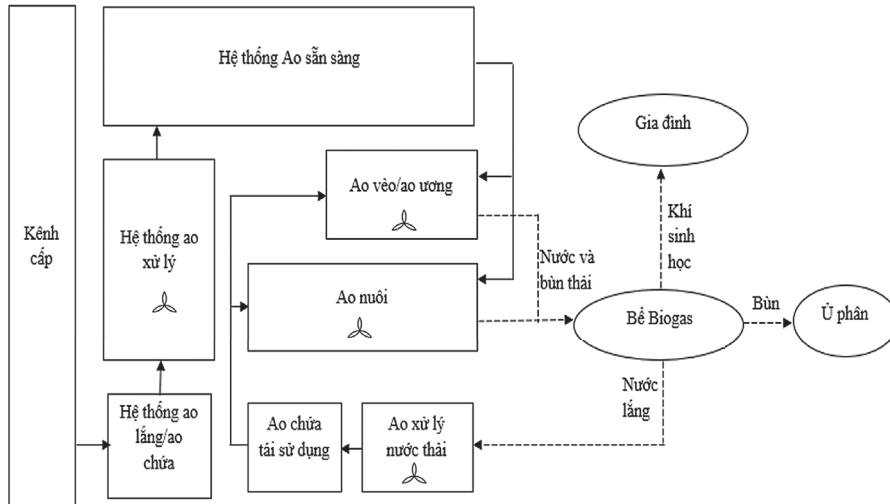 Hệ thống Ao sẵn sàng
Gia đình
Ao vèo/ao ương
Kênh
cấp
Hệ thống ao
xử lý
Khí
sinh
học
Nước và
bùn thải
Ao nuôi
Bể Biogas
Bùn
Ủ phân
Nước
lắng
Hệ thống ao
lắng/ao
chứa
Ao chứa
tái sử dụng
Ao xử lý
nước thải